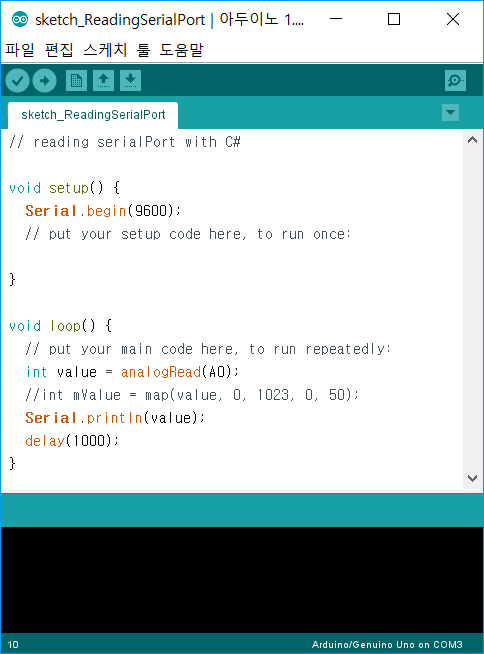 sketch_ReadingSerialPort | 아두이노 1....
파일 편집 스케치 툴 도움말
sketch_ReadingSerialPort
// reading serialPort with C#
void setup() {
  Serial.begin(9600);
  // put your setup code here, to run once:
}
void loop() {
  // put your main code here, to run repeatedly:
  int value = analogRead(A0);
  //int mValue = map(value, 0, 1023, 0, 50);
  Serial.println(value);
  delay(1000);
}
10 Arduino/Genuino Uno on COM3